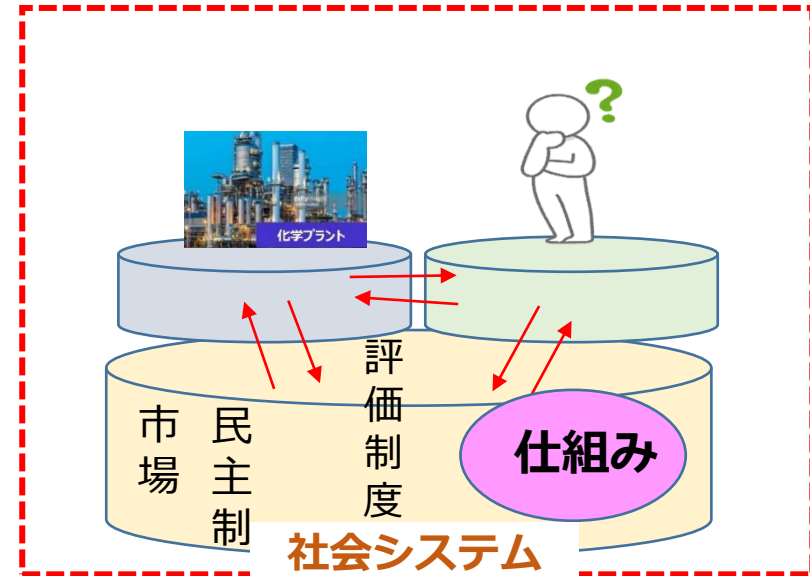 ?
化学プラント
市場
民主制
評価制度
仕組み
社会システム